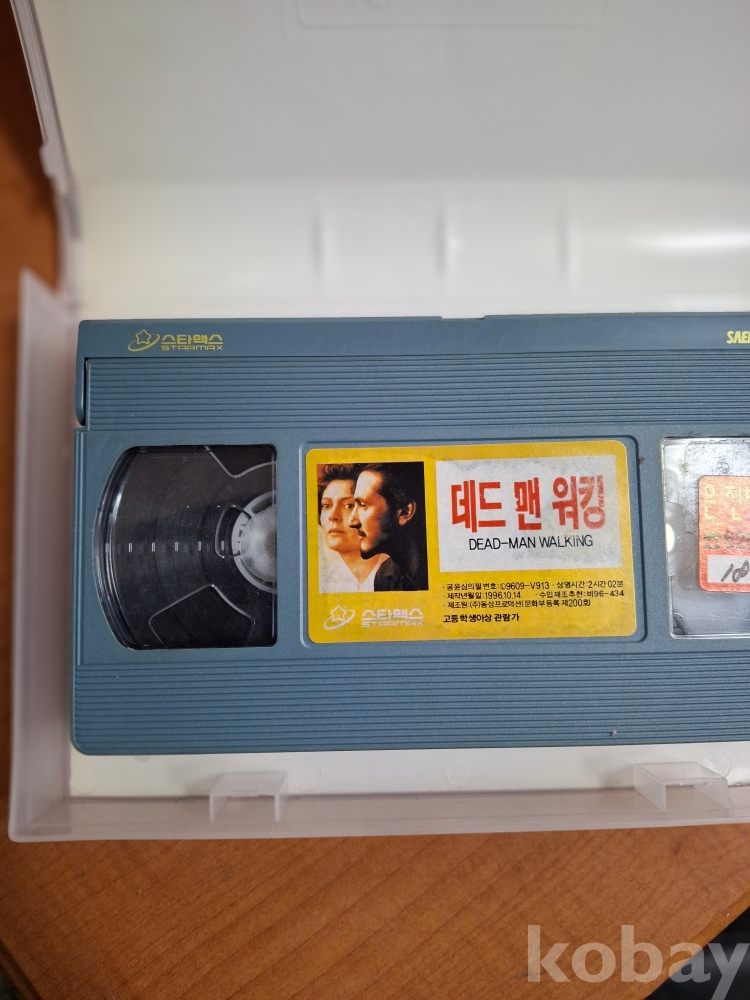 스타맥스
STARMAX
SAE
데드 맨 워킹
DEAD-MAN WALKING
· 공윤심의필 번호: ⓒ9609-V913 · 상영시간:2시간 02분
· 제작년월일:1996.10.14 · 수입제조추천: 비96-434
· 제조원: (주)동성프로덕션(문화부등록 제200호)
스타맥스
STARMAX
고등학생이상 관람가
kobay